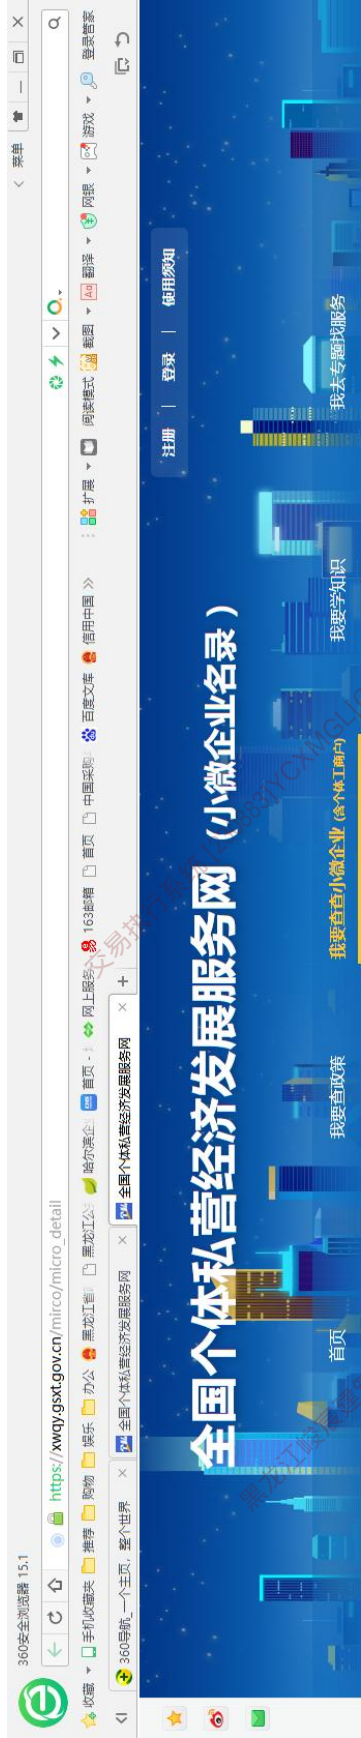 360安全浏览器 15.1
菜单
https://xwqy.gsxt.gov.cn/mirco/micro_detail
收藏 手机收藏夹 推荐 购物 娱乐 办公 黑龙江省 黑龙江公 哈尔滨企 首页 - 网上服务 163邮箱 首页 中国采购 百度文库 信用中国 扩展 阅读模式 截图 翻译 网银 游戏 登录管家
360导航_一个主页，整个世界 全国个体私营经济发展服务网 全国个体私营经济发展服务网
注册 | 登录 | 使用须知
全国个体私营经济发展服务网（小微企业名录）
首页 我要查政策 我要查查小微企业（含个体工商户） 我要学知识 我去专题找服务